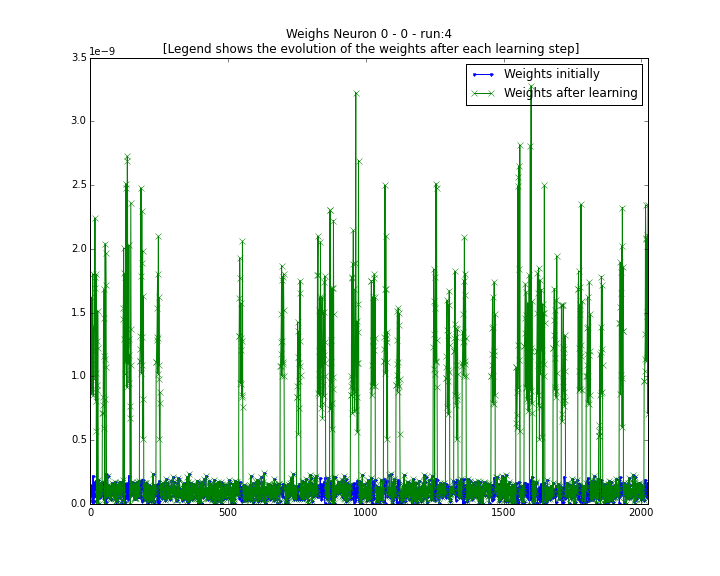 Weighs Neuron 0 - 0 - run:4
[Legend shows the evolution of the weights after each learning step]
1e−9
Weights initially
Weights after learning
3.5
3.0
2.5
2.0
1.5
1.0
0.5
0.0
0 500 1000 1500 2000